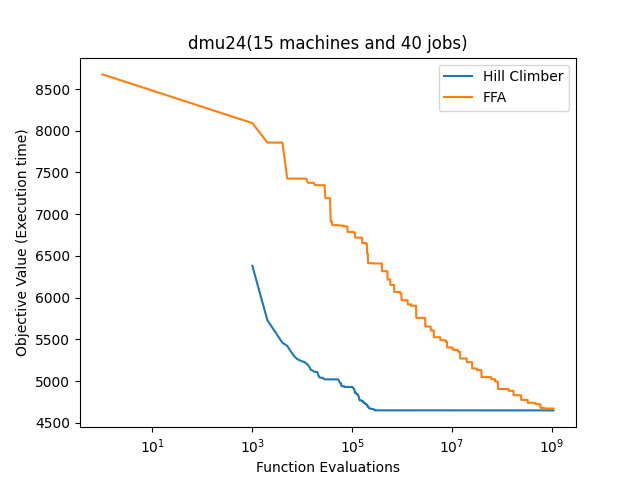 dmu24(15 machines and 40 jobs)
Hill Climber
FFA
8500
8000
7500
7000
6500
6000
5500
5000
4500
Objective Value (Execution time)
10^1
10^3
10^5
10^7
10^9
Function Evaluations